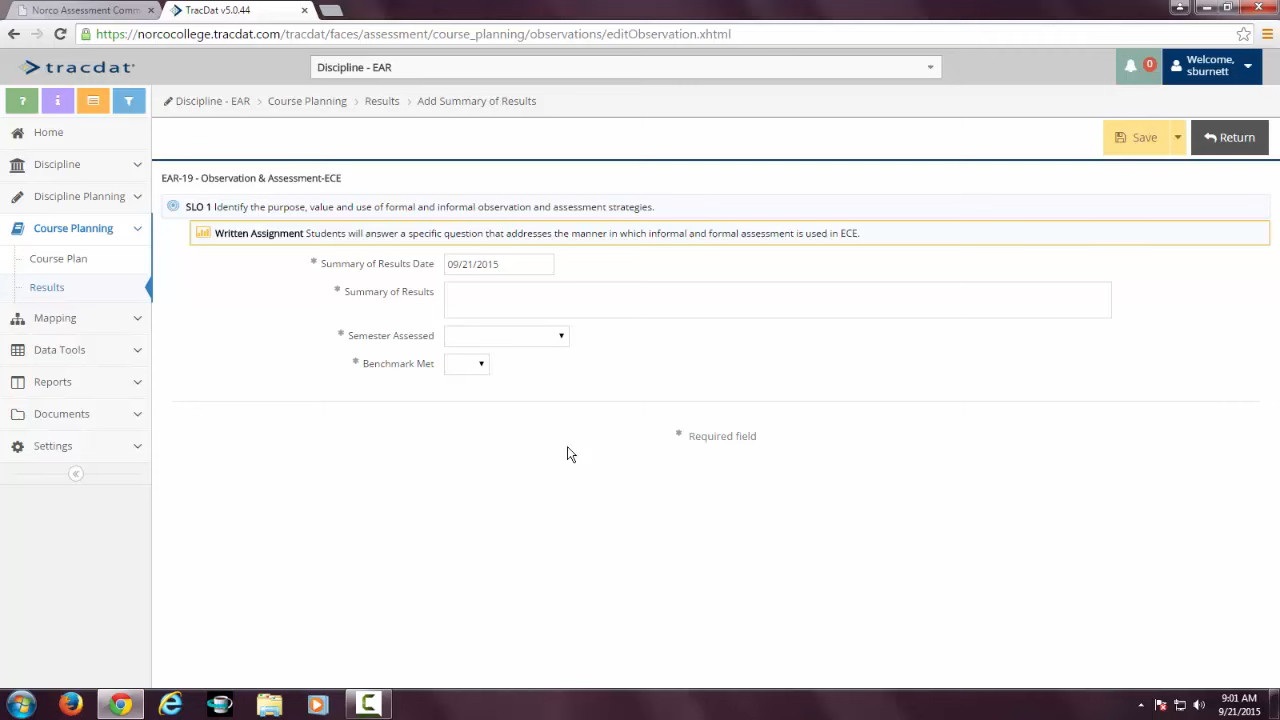 Norco Assessment Comm
TracDat v5.0.44
https://norcocollege.tracdat.com/tracdat/faces/assessment/course_planning/observations/editObservation.xhtml
tracdat
Discipline - EAR
0
Welcome,
sburnett
Discipline - EAR > Course Planning > Results > Add Summary of Results
Home
Save
Return
Discipline
EAR-19 - Observation & Assessment-ECE
Discipline Planning
SLO 1 Identify the purpose, value and use of formal and informal observation and assessment strategies.
Course Planning
Written Assignment Students will answer a specific question that addresses the manner in which informal and formal assessment is used in ECE.
Course Plan
* Summary of Results Date 09/21/2015
Results
* Summary of Results
Mapping
* Semester Assessed
Data Tools
* Benchmark Met
Reports
Documents
* Required field
Settings
9:01 AM
9/21/2015